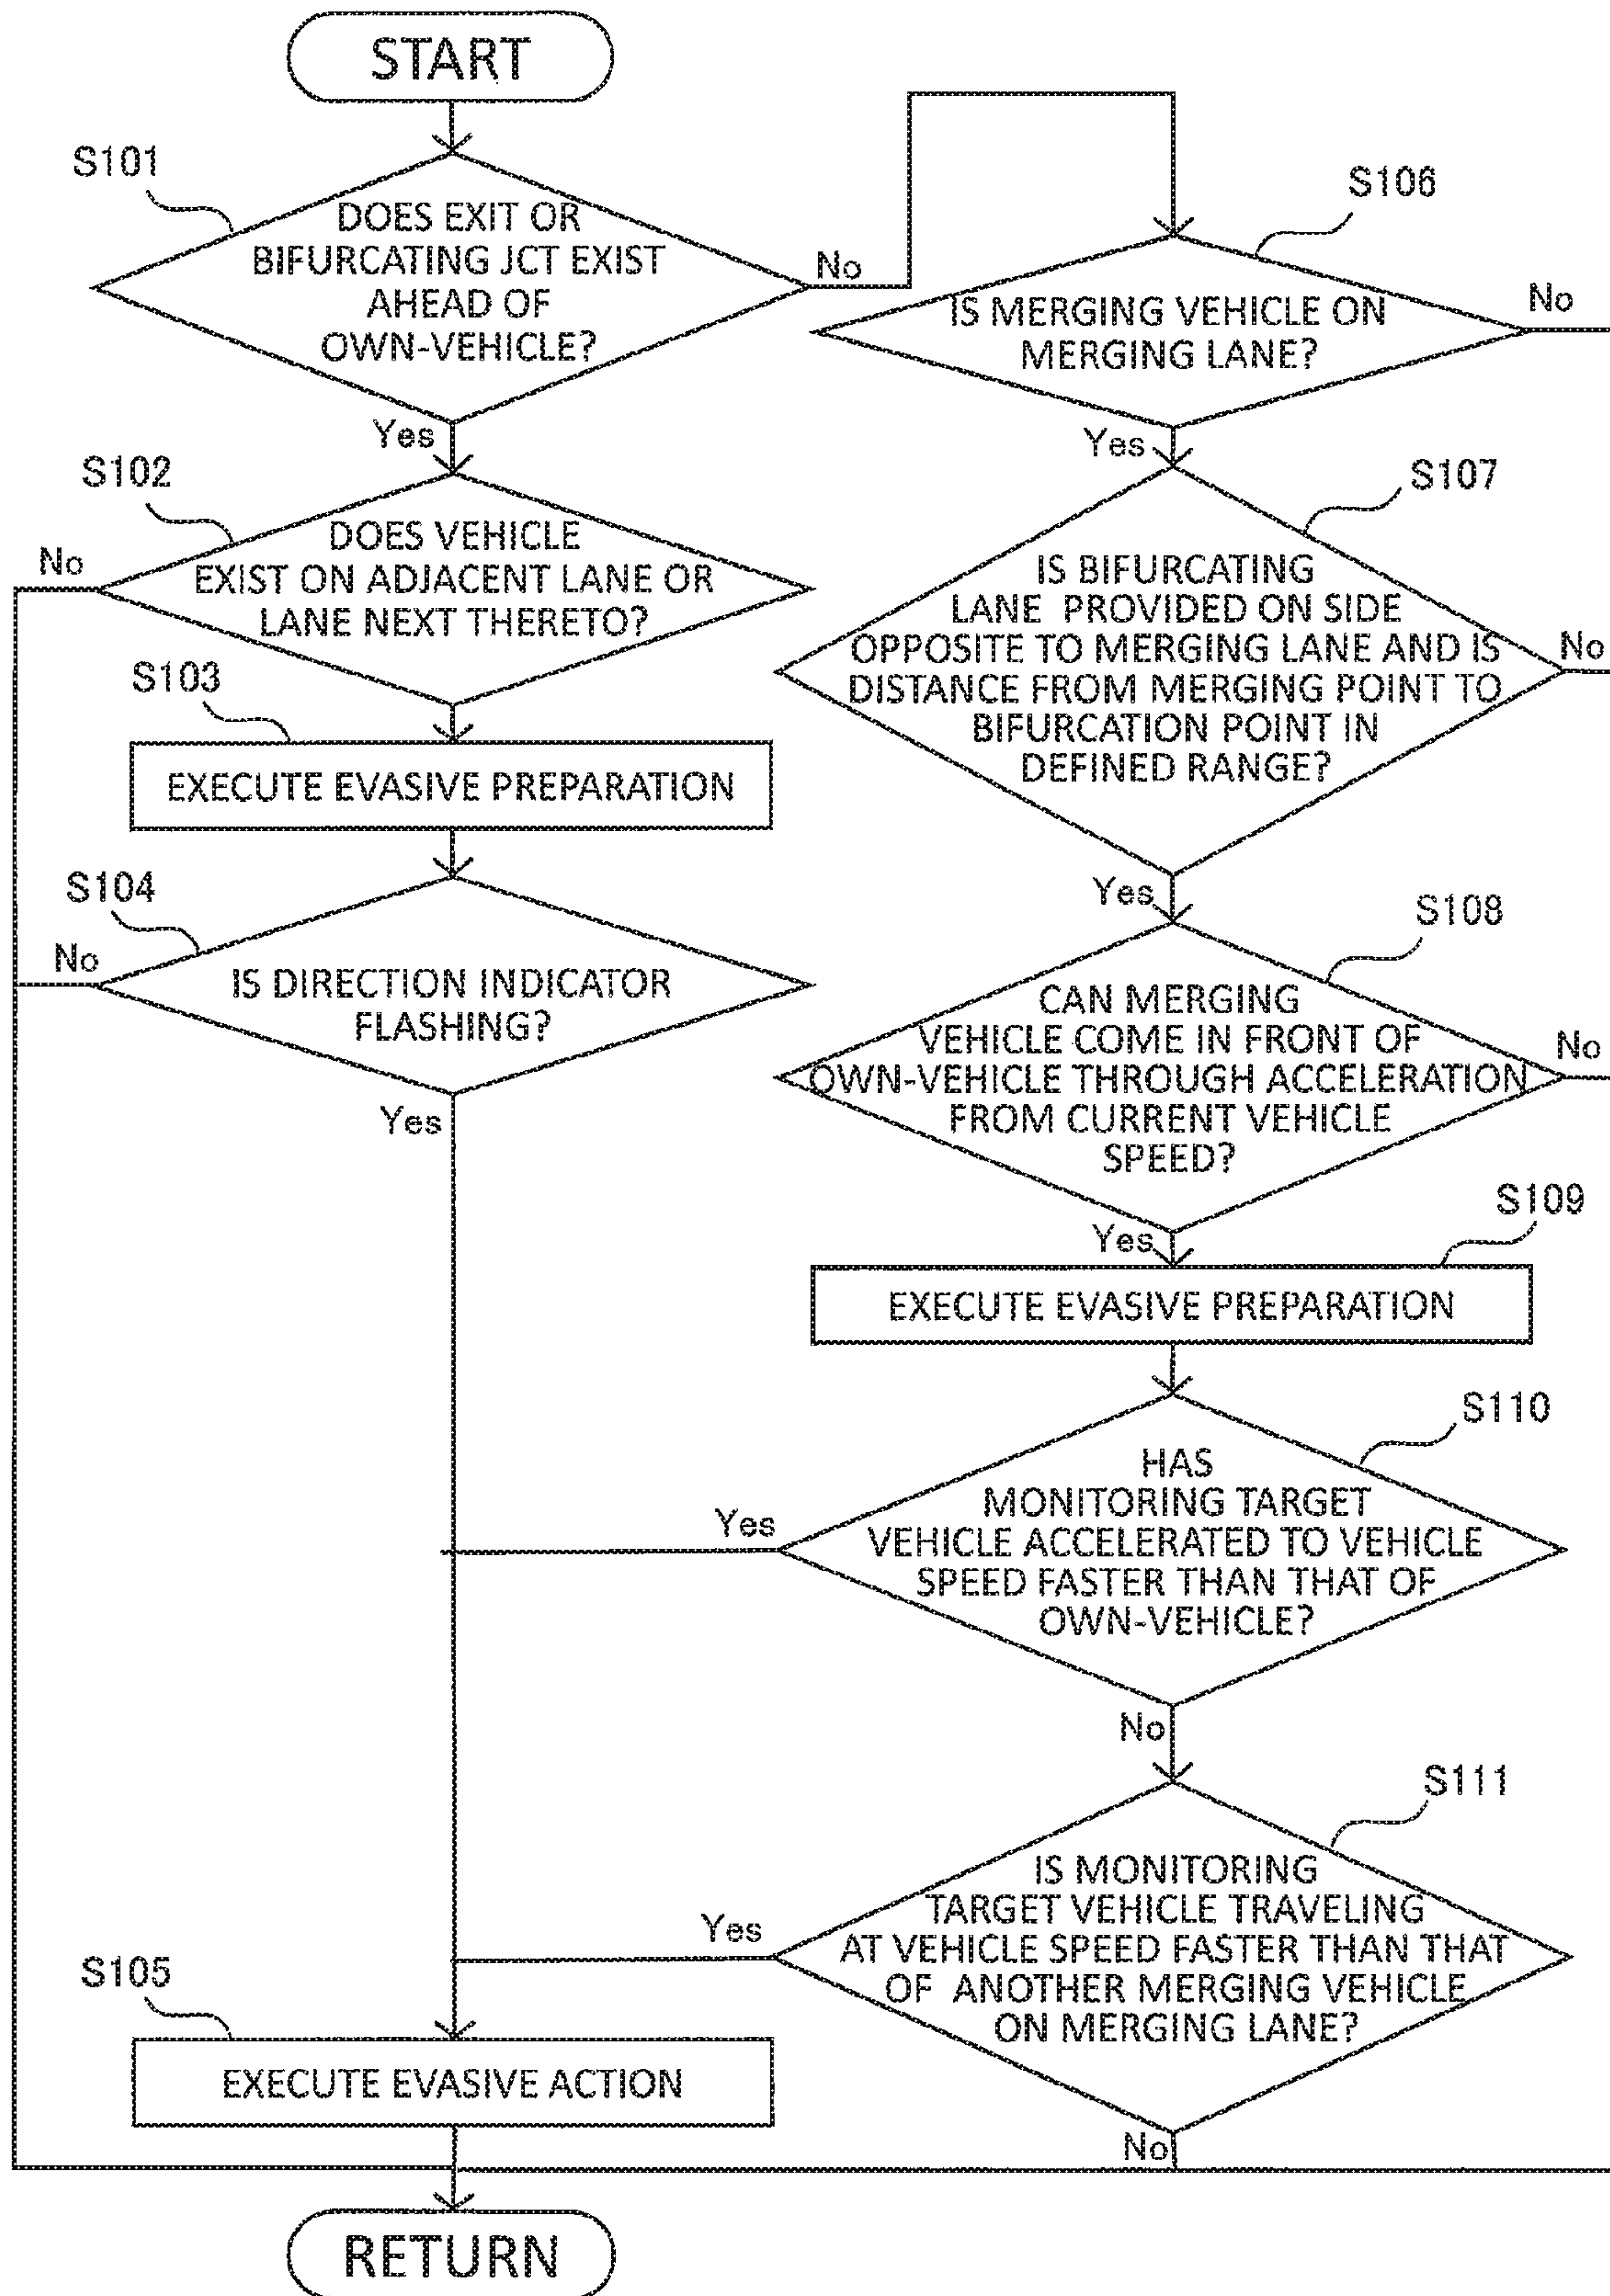 START
S101
DOES EXIT OR
BIFURCATING JCT EXIST
AHEAD OF
OWN-VEHICLE?
No
Yes
S102
DOES VEHICLE
EXIST ON ADJACENT LANE OR
LANE NEXT THERETO?
No
S103
EXECUTE EVASIVE PREPARATION
S104
IS DIRECTION INDICATOR
FLASHING?
No
Yes
S105
EXECUTE EVASIVE ACTION
S106
IS MERGING VEHICLE ON
MERGING LANE?
No
Yes
S107
IS BIFURCATING
LANE PROVIDED ON SIDE
OPPOSITE TO MERGING LANE AND IS
DISTANCE FROM MERGING POINT TO
BIFURCATION POINT IN
DEFINED RANGE?
No
Yes
S108
CAN MERGING
VEHICLE COME IN FRONT OF
OWN-VEHICLE THROUGH ACCELERATION
FROM CURRENT VEHICLE
SPEED?
No
Yes
S109
EXECUTE EVASIVE PREPARATION
S110
HAS
MONITORING TARGET
VEHICLE ACCELERATED TO VEHICLE
SPEED FASTER THAN THAT OF
OWN-VEHICLE?
Yes
No
S111
IS MONITORING
TARGET VEHICLE TRAVELING
AT VEHICLE SPEED FASTER THAN THAT
OF ANOTHER MERGING VEHICLE
ON MERGING LANE?
Yes
No
RETURN